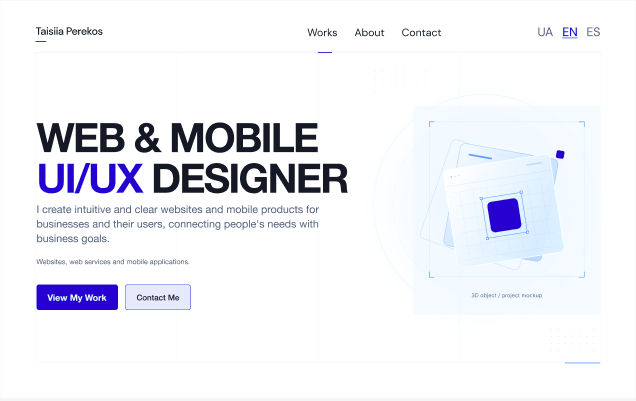 Taisiia Perekos
Works About Contact
UA EN ES
WEB & MOBILE
UI/UX DESIGNER
I create intuitive and clear websites and mobile products for
businesses and their users, connecting people's needs with
business goals.
Websites, web services and mobile applications.
View My Work
Contact Me
3D object / project mockup